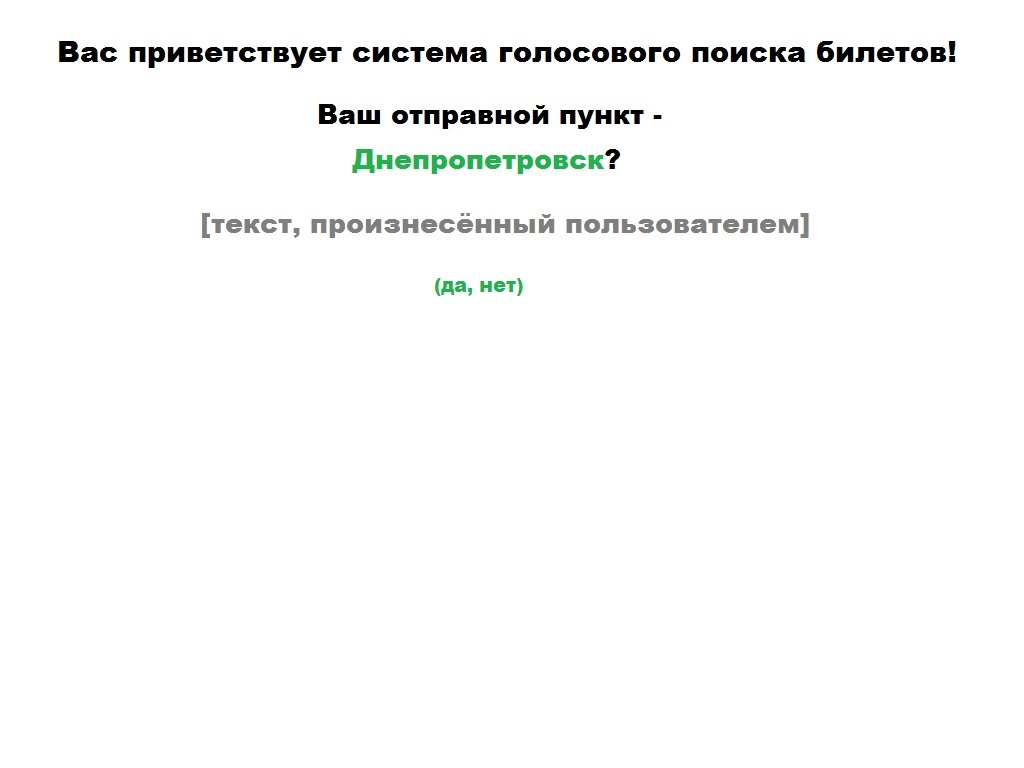 Вас приветствует система голосового поиска билетов!
Ваш отправной пункт -
Днепропетровск?
[текст, произнесённый пользователем]
(да, нет)